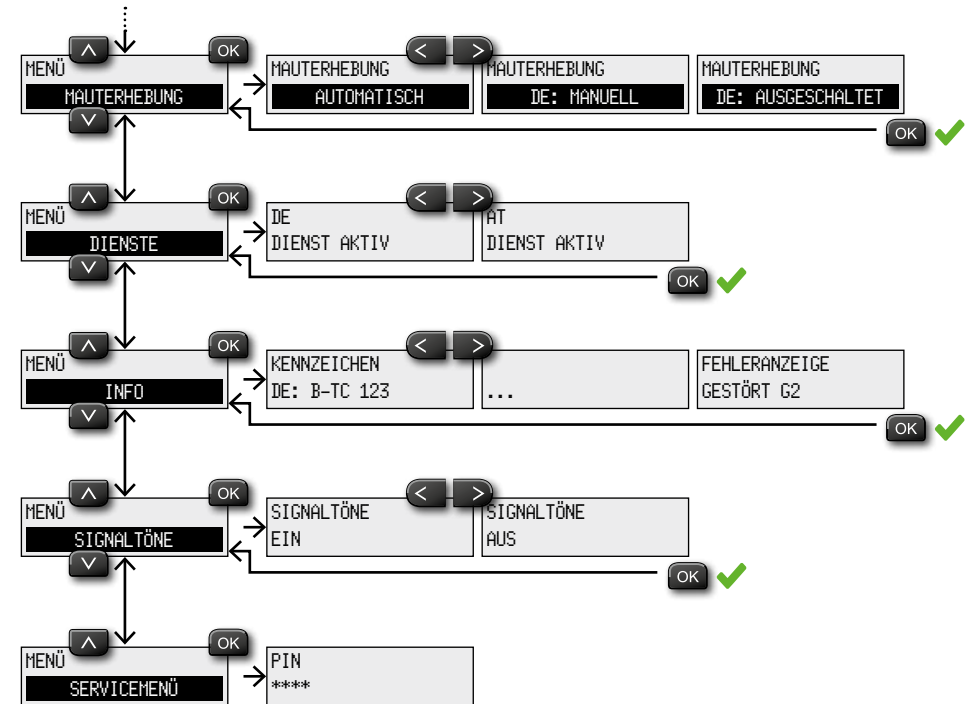 OK
MENÜ
MAUTERHEBUNG
MAUTERHEBUNG
AUTOMATISCH
MAUTERHEBUNG
DE: MANUELL
MAUTERHEBUNG
DE: AUSGESCHALTET
OK
OK
MENÜ
DIENSTE
DE
DIENST AKTIV
AT
DIENST AKTIV
OK
OK
MENÜ
INFO
KENNZEICHEN
DE: B-TC 123
...
FEHLERANZEIGE
GESTÖRT G2
OK
OK
MENÜ
SIGNALTÖNE
SIGNALTÖNE
EIN
SIGNALTÖNE
AUS
OK
OK
MENÜ
SERVICEMENÜ
PIN
****